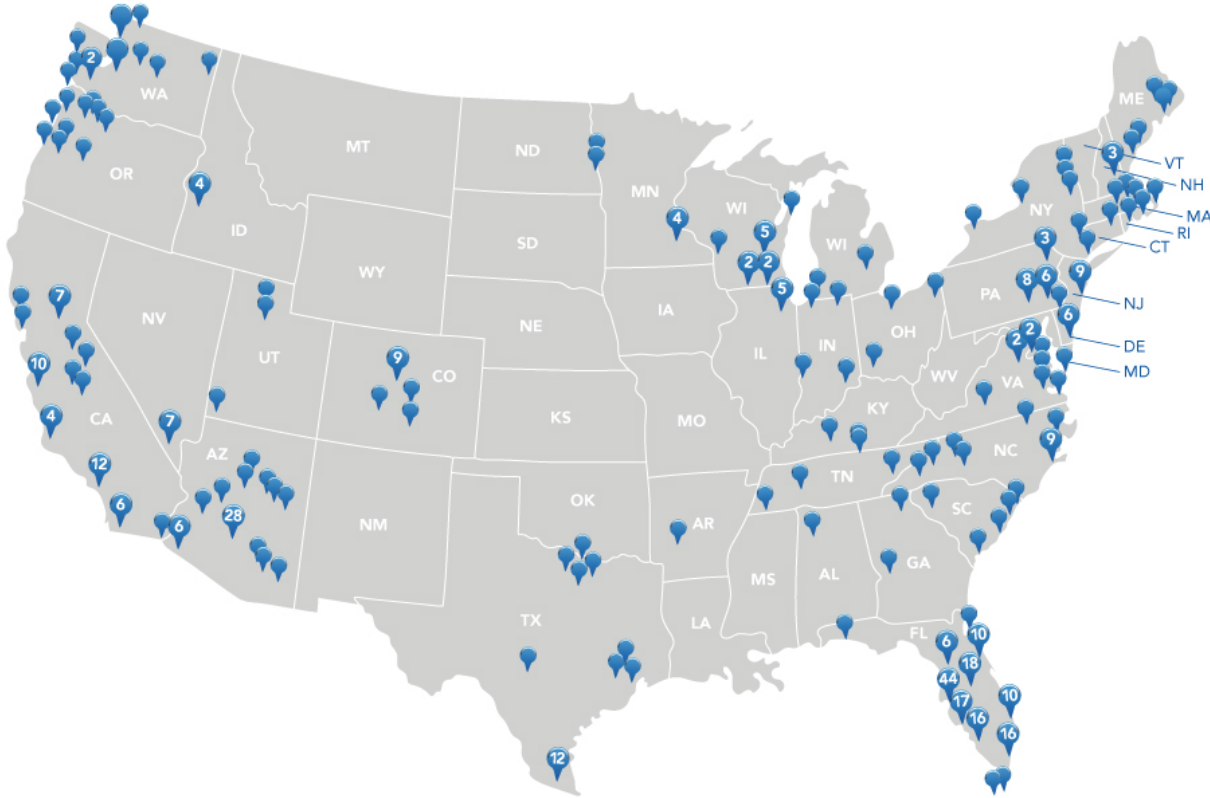 2
WA
ME
MT
ND
VT
3
OR
4
MN
NH
4
WI
5
NY
MA
ID
SD
WI
RI
3
CT
2
2
WY
8
6
9
7
5
PA
NJ
IA
NV
NE
6
OH
2
2
DE
UT
IL
IN
9
10
CO
WV
VA
MD
4
7
CA
KS
MO
KY
9
12
AZ
NC
TN
6
28
6
OK
NM
AR
SC
GA
MS
AL
TX
LA
FL
6
10
18
44
17
10
16
16
12